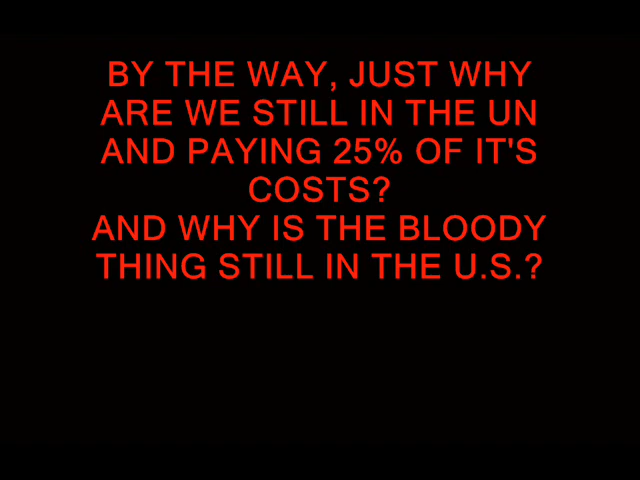 BY THE WAY, JUST WHY
ARE WE STILL IN THE UN
AND PAYING 25% OF IT'S
COSTS?
AND WHY IS THE BLOODY
THING STILL IN THE U.S.?